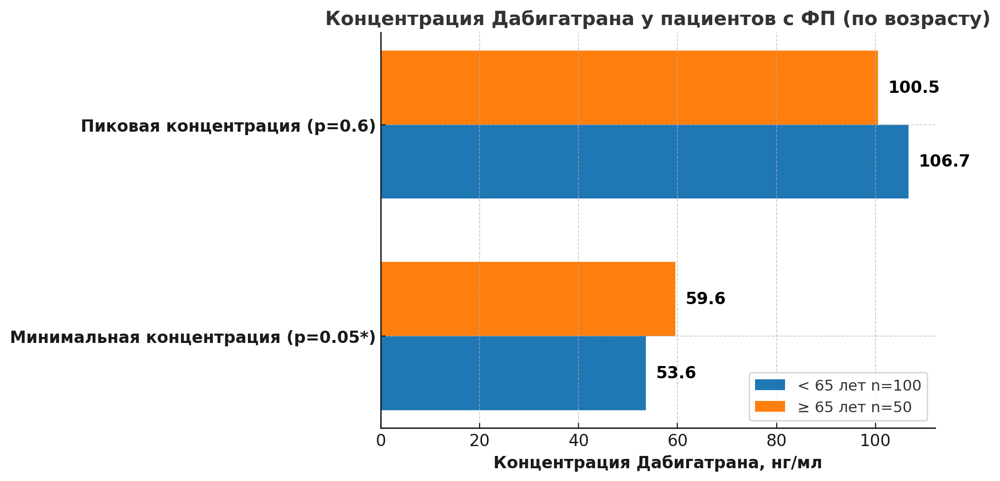 Концентрация Дабигатрана у пациентов с ФП (по возрасту)
100.5
Пиковая концентрация (p=0.6)
106.7
59.6
Минимальная концентрация (p=0.05*)
53.6
< 65 лет n=100
≥ 65 лет n=50
0 20 40 60 80 100
Концентрация Дабигатрана, нг/мл